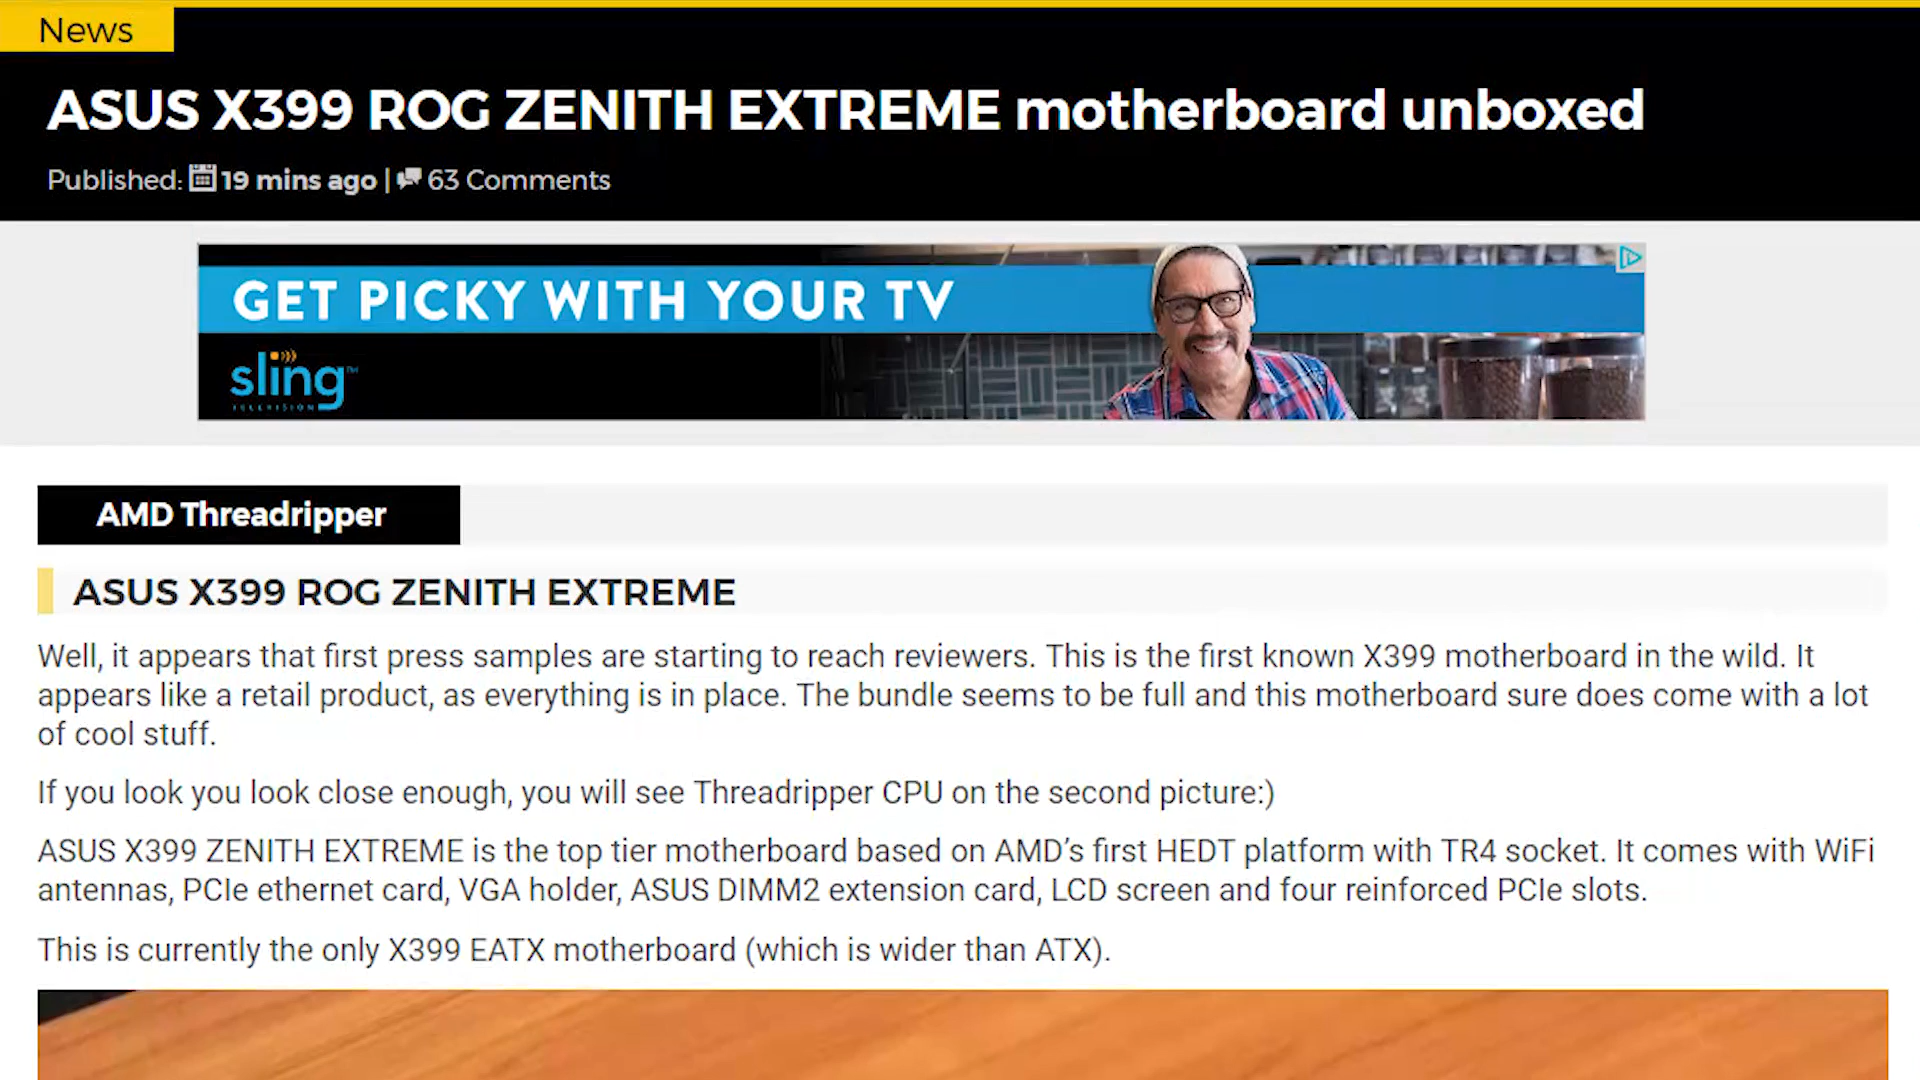 News
ASUS X399 ROG ZENITH EXTREME motherboard unboxed
Published: 19 mins ago | 63 Comments
GET PICKY WITH YOUR TV
sling™
TELEVISION
AMD Threadripper
ASUS X399 ROG ZENITH EXTREME
Well, it appears that first press samples are starting to reach reviewers. This is the first known X399 motherboard in the wild. It
appears like a retail product, as everything is in place. The bundle seems to be full and this motherboard sure does come with a lot
of cool stuff.
If you look you look close enough, you will see Threadripper CPU on the second picture:)
ASUS X399 ZENITH EXTREME is the top tier motherboard based on AMD’s first HEDT platform with TR4 socket. It comes with WiFi
antennas, PCIe ethernet card, VGA holder, ASUS DIMM2 extension card, LCD screen and four reinforced PCIe slots.
This is currently the only X399 EATX motherboard (which is wider than ATX).